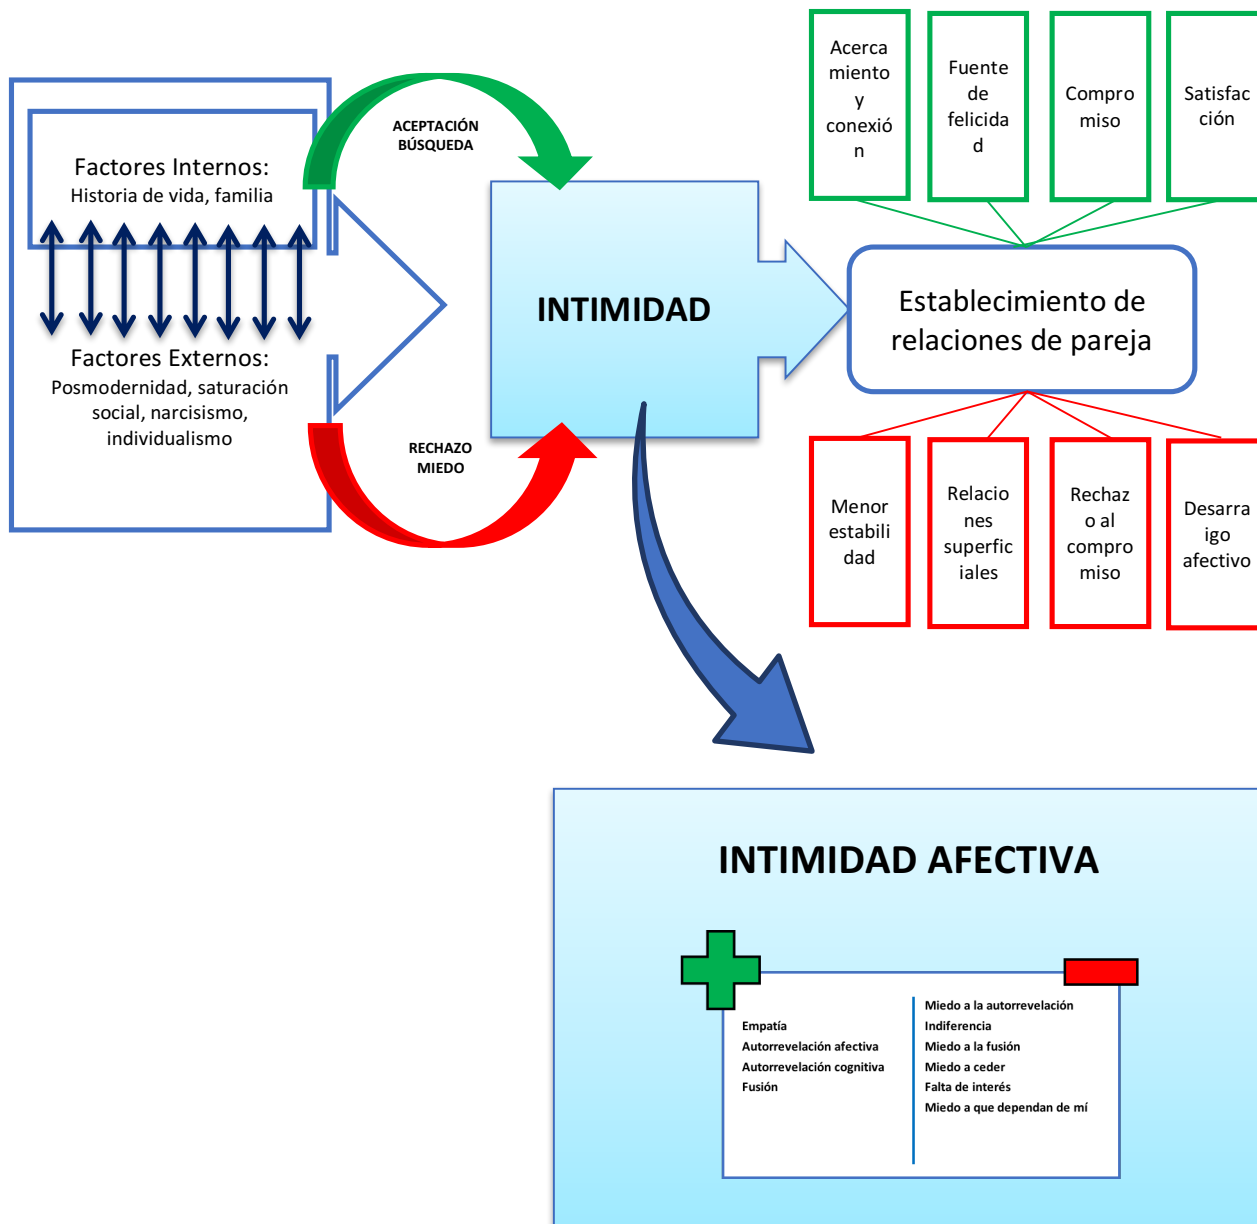 Factores Internos:
Historia de vida, familia
Factores Externos:
Posmodernidad, saturación
social, narcisismo,
individualismo
ACEPTACIÓN
BÚSQUEDA
RECHAZO
MIEDO
INTIMIDAD
Acerca
miento
y
conexió
n
Fuente
de
felicida
d
Compro
miso
Satisfac
ción
Establecimiento de
relaciones de pareja
Menor
estabili
dad
Relacio
nes
superfic
iales
Rechaz
o al
compro
miso
Desarra
igo
afectivo
INTIMIDAD AFECTIVA
Empatía
Autorrevelación afectiva
Autorrevelación cognitiva
Fusión
Miedo a la autorrevelación
Indiferencia
Miedo a la fusión
Miedo a ceder
Falta de interés
Miedo a que dependan de mí